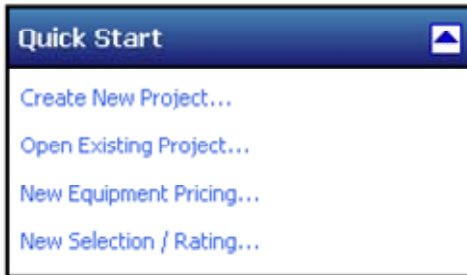 Quick Start
Create New Project...
Open Existing Project...
New Equipment Pricing...
New Selection / Rating...